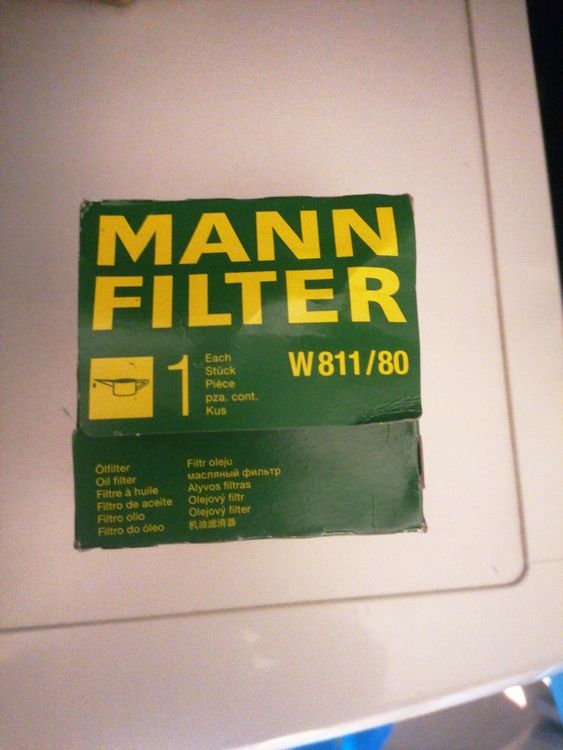 MANN
FILTER
1
Each
Stück
Pièce
pza. cont.
Kus
W 811/80
Ölfilter
Oil filter
Filtre à huile
Filtro de aceite
Filtro olio
Filtro do óleo
Filtr oleju
масляный фильтр
Alyvos filtras
Olejový filtr
Olejový filter
机油滤清器